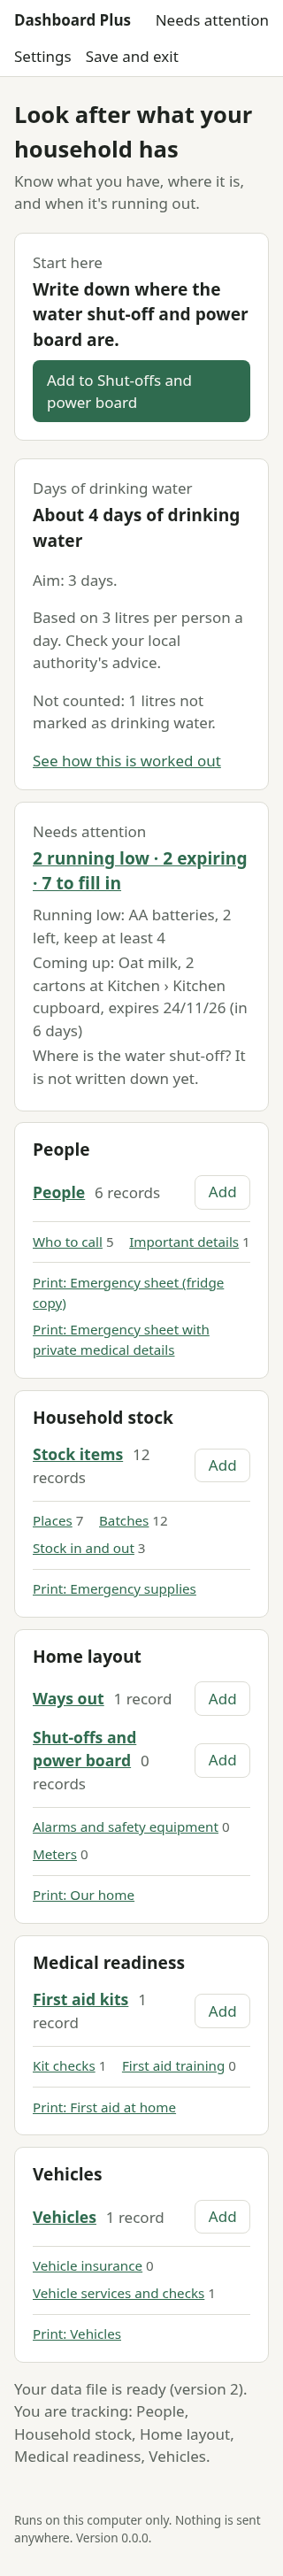 Dashboard Plus Needs attention
Settings Save and exit
Look after what your
household has
Know what you have, where it is,
and when it's running out.
Start here
Write down where the
water shut-off and power
board are.
Add to Shut-offs and
power board
Days of drinking water
About 4 days of drinking
water
Aim: 3 days.
Based on 3 litres per person a
day. Check your local
authority's advice.
Not counted: 1 litres not
marked as drinking water.
See how this is worked out
Needs attention
2 running low · 2 expiring
· 7 to fill in
Running low: AA batteries, 2
left, keep at least 4
Coming up: Oat milk, 2
cartons at Kitchen › Kitchen
cupboard, expires 24/11/26 (in
6 days)
Where is the water shut-off? It
is not written down yet.
People
People 6 records Add
Who to call 5 Important details 1
Print: Emergency sheet (fridge
copy)
Print: Emergency sheet with
private medical details
Household stock
Stock items 12
records
Add
Places 7 Batches 12
Stock in and out 3
Print: Emergency supplies
Home layout
Ways out 1 record Add
Shut-offs and
power board 0
records
Add
Alarms and safety equipment 0
Meters 0
Print: Our home
Medical readiness
First aid kits 1
record
Add
Kit checks 1 First aid training 0
Print: First aid at home
Vehicles
Vehicles 1 record Add
Vehicle insurance 0
Vehicle services and checks 1
Print: Vehicles
Your data file is ready (version 2).
You are tracking: People,
Household stock, Home layout,
Medical readiness, Vehicles.
Runs on this computer only. Nothing is sent
anywhere. Version 0.0.0.